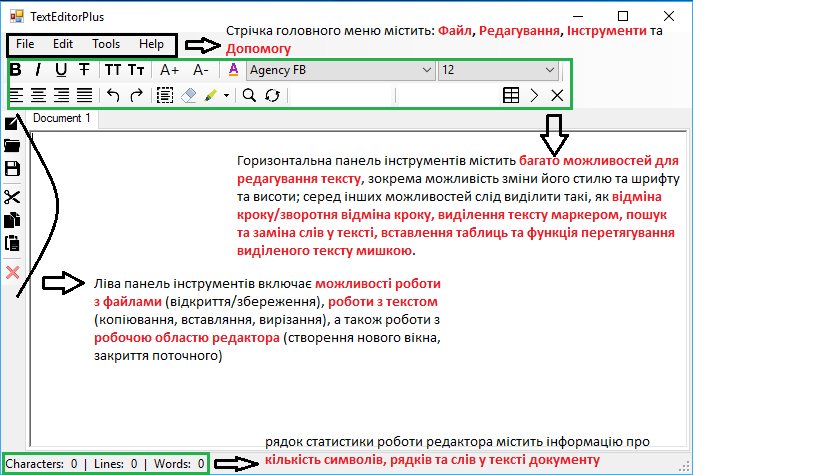 TextEditorPlus
File Edit Tools Help
Стрічка головного меню містить: Файл, Редагування, Інструменти та
Допомогу
B I U T TT Tт A+ A- A Agency FB 12
Document 1
Горизонтальна панель інструментів містить багато можливостей для
редагування тексту, зокрема можливість зміни його стилю та шрифту
та висоти; серед інших можливостей слід виділити такі, як відміна
кроку/зворотня відміна кроку, виділення тексту маркером, пошук
та заміна слів у тексті, вставлення таблиць та функція перетягування
виділеного тексту мишкою.
Ліва панель інструментів включає можливості роботи
з файлами (відкриття/збереження), роботи з текстом
(копіювання, вставляння, вирізання), а також роботи з
робочою областю редактора (створення нового вікна,
закриття поточного)
рядок статистики роботи редактора містить інформацію про
кількість символів, рядків та слів у тексті документу
Characters: 0 | Lines: 0 | Words: 0